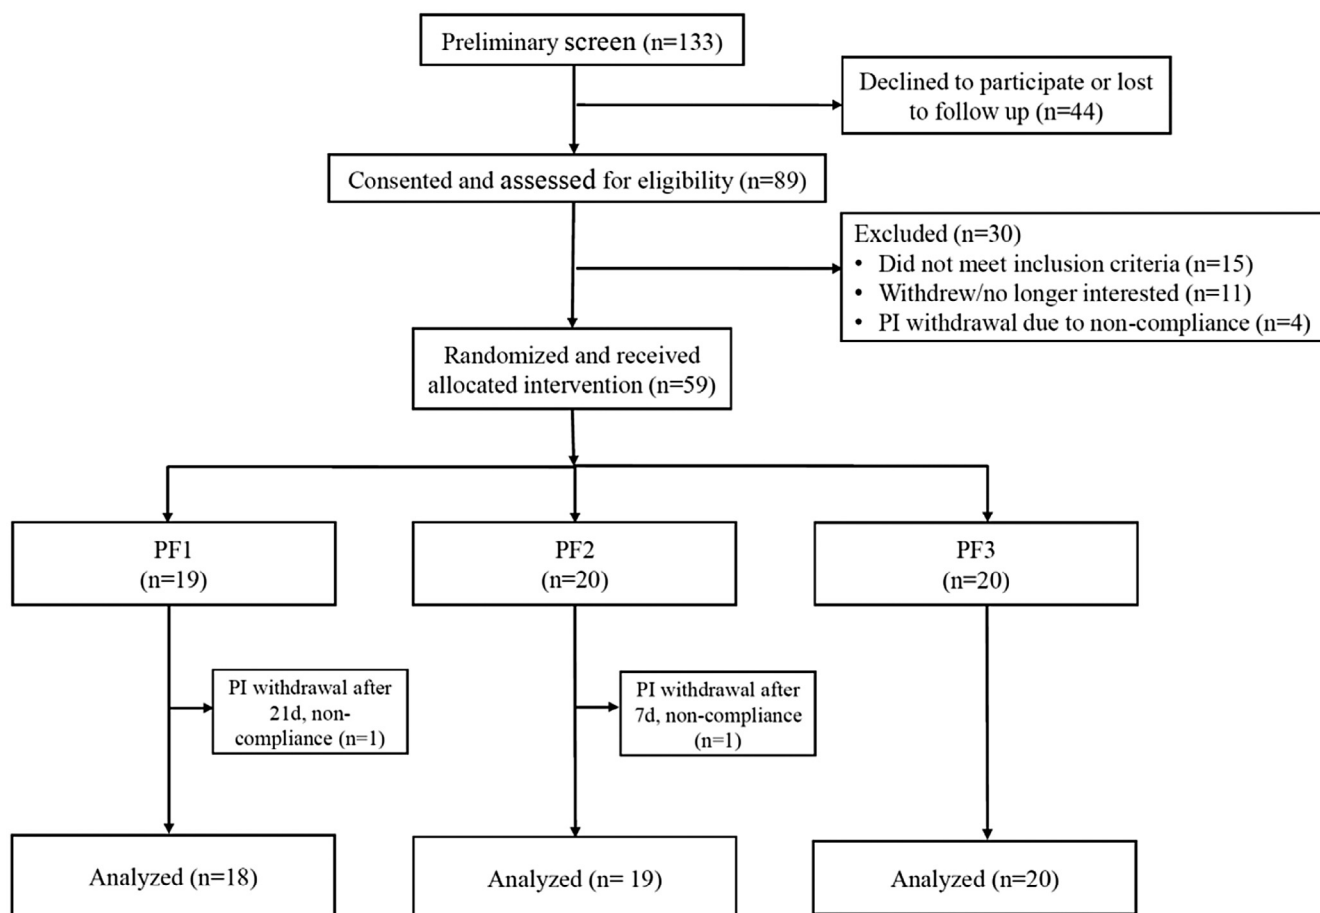 Preliminary screen (n=133)
Declined to participate or lost
to follow up (n=44)
Consented and assessed for eligibility (n=89)
Excluded (n=30)
• Did not meet inclusion criteria (n=15)
• Withdrew/no longer interested (n=11)
• PI withdrawal due to non-compliance (n=4)
Randomized and received
allocated intervention (n=59)
PF1
(n=19)
PF2
(n=20)
PF3
(n=20)
PI withdrawal after
21d, non-
compliance (n=1)
PI withdrawal after
7d, non-compliance
(n=1)
Analyzed (n=18)
Analyzed (n= 19)
Analyzed (n=20)